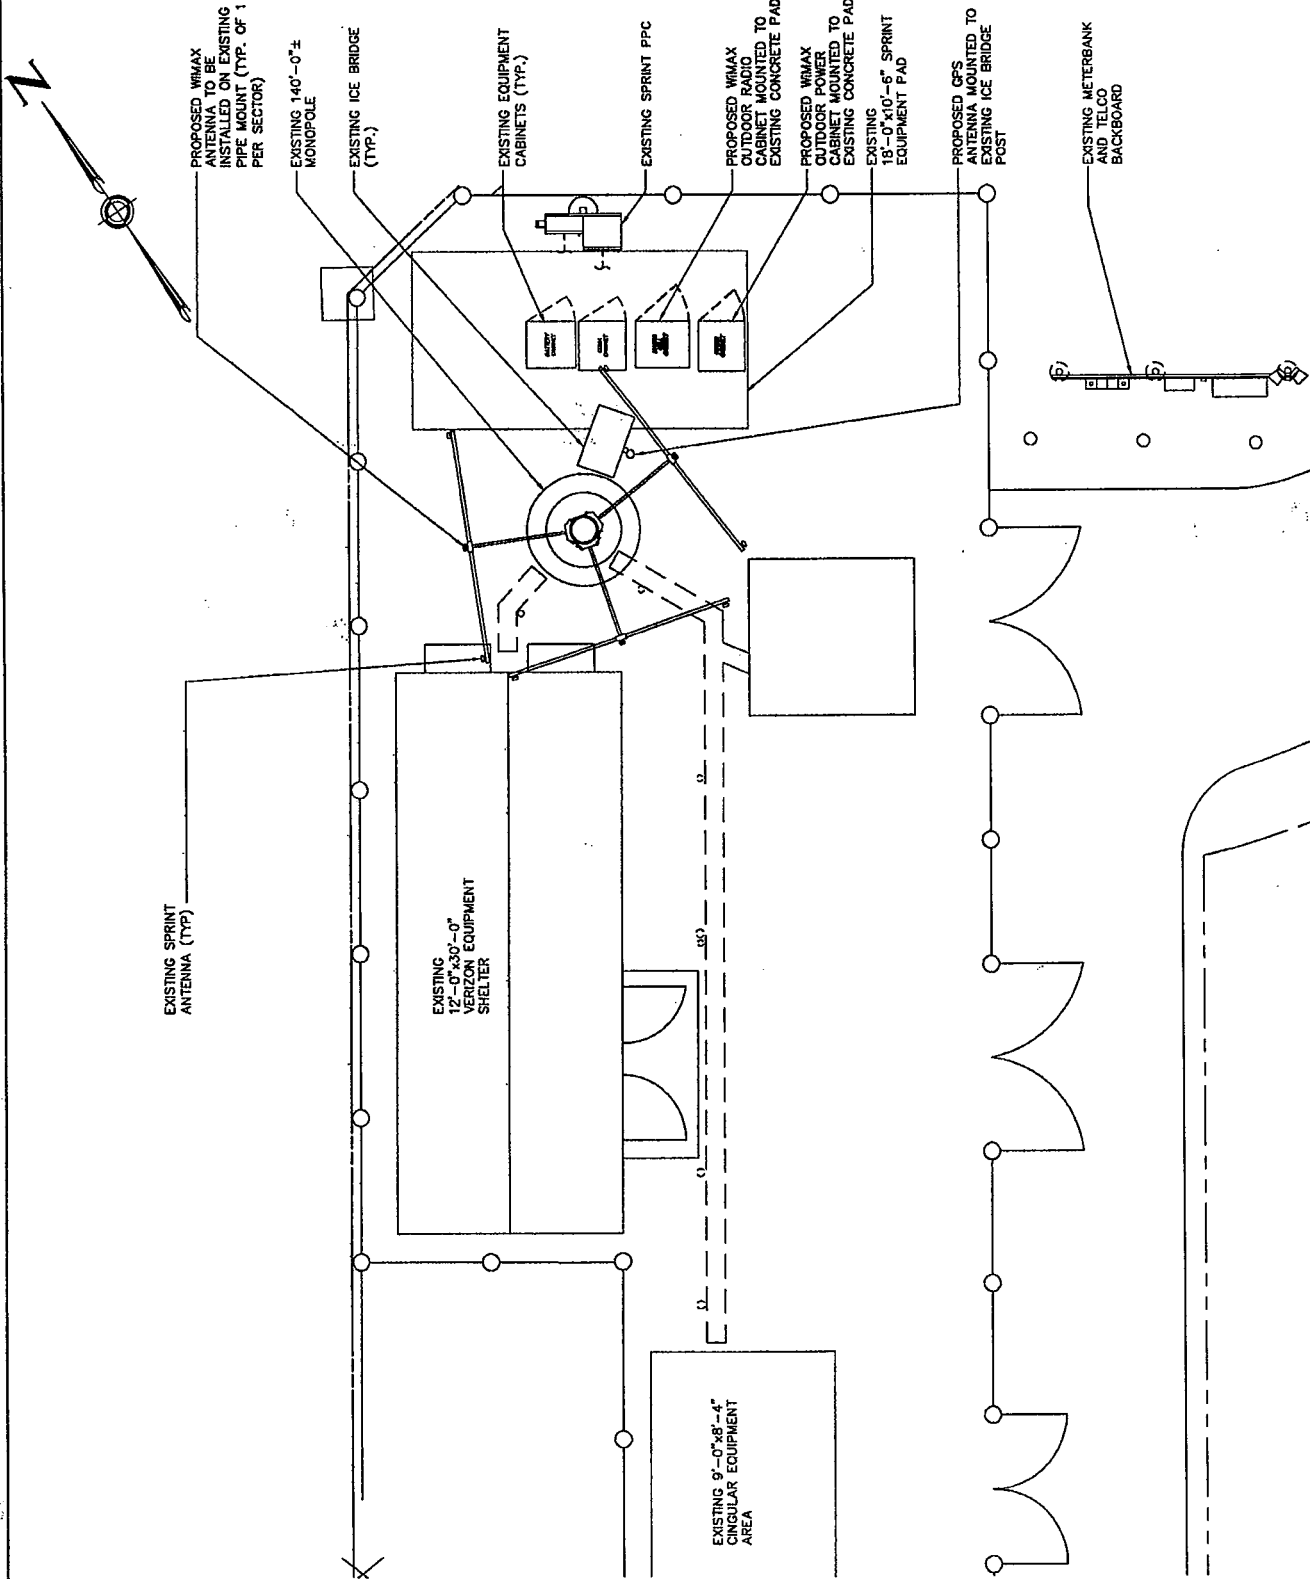 N
PROPOSED WIMAX
ANTENNA TO BE
INSTALLED ON EXISTING
PIPE MOUNT (TYP. OF 1
PER SECTOR)
EXISTING 140'-0"±
MONOPOLE
EXISTING ICE BRIDGE
(TYP.)
EXISTING EQUIPMENT
CABINETS (TYP.)
EXISTING SPRINT PPC
PROPOSED WIMAX
OUTDOOR RADIO
CABINET MOUNTED TO
EXISTING CONCRETE PAD
PROPOSED WIMAX
OUTDOOR POWER
CABINET MOUNTED TO
EXISTING CONCRETE PAD
EXISTING
18'-0"x10'-6" SPRINT
EQUIPMENT PAD
PROPOSED GPS
ANTENNA MOUNTED TO
EXISTING ICE BRIDGE
POST
EXISTING METERBANK
AND TELCO
BACKBOARD
BATTERY
CABINET
CABINET
EXISTING SPRINT
ANTENNA (TYP)
EXISTING
12'-0"x30'-0"
VERIZON EQUIPMENT
SHELTER
EXISTING 9'-0"x8'-4"
CINGULAR EQUIPMENT
AREA